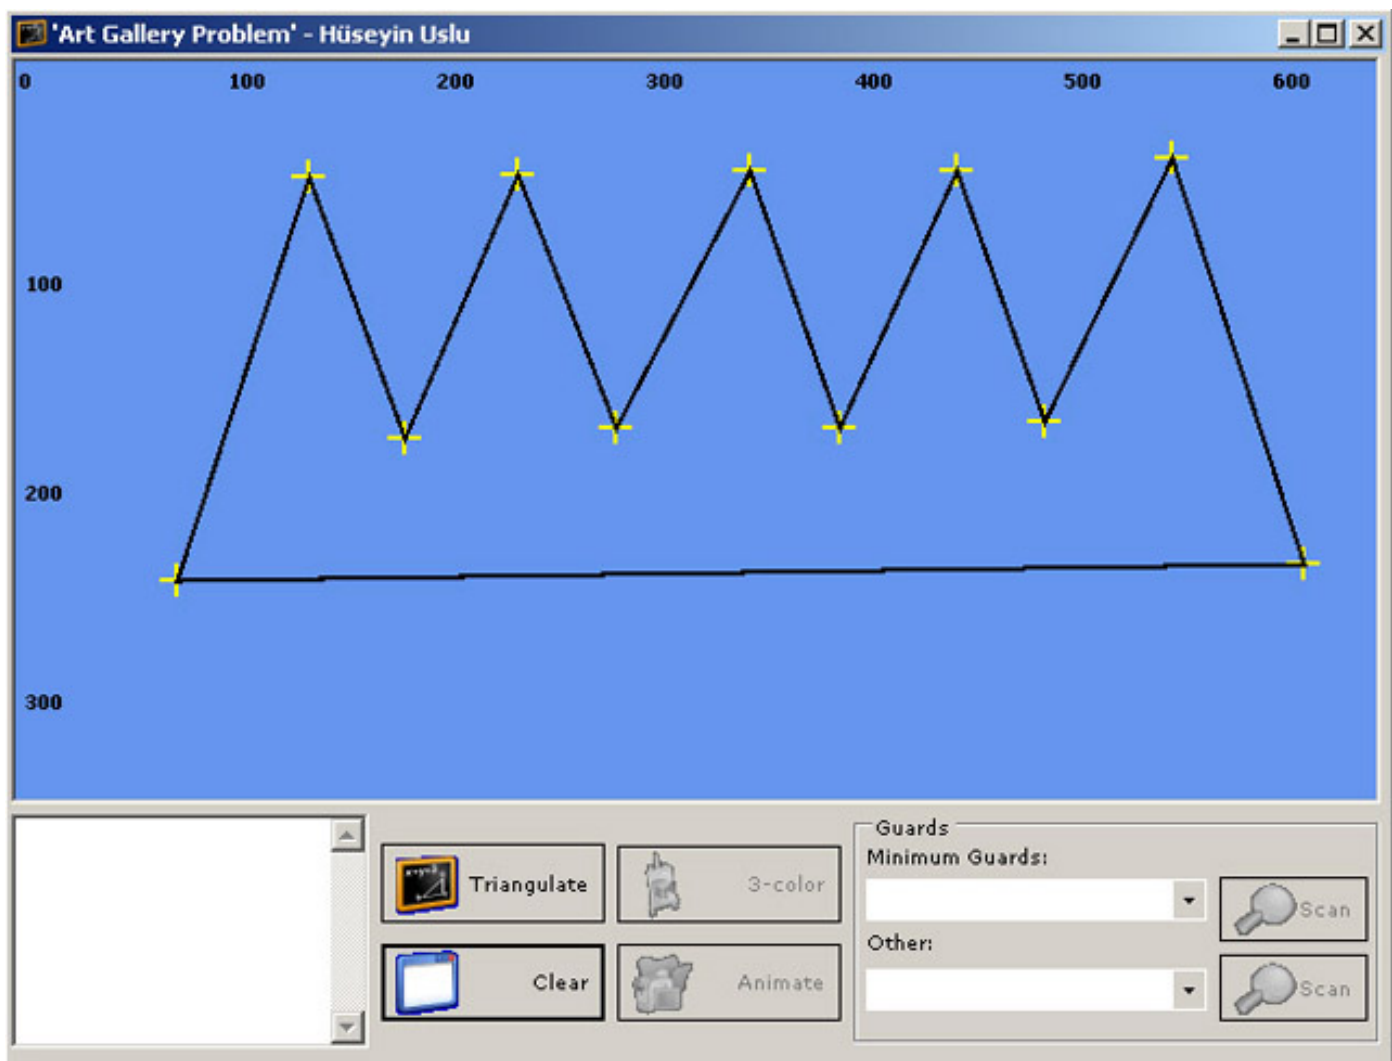 'Art Gallery Problem' - Hüseyin Uslu
0 100 200 300 400 500 600
100
200
300
Triangulate
3-color
Clear
Animate
Guards
Minimum Guards:
Scan
Other:
Scan